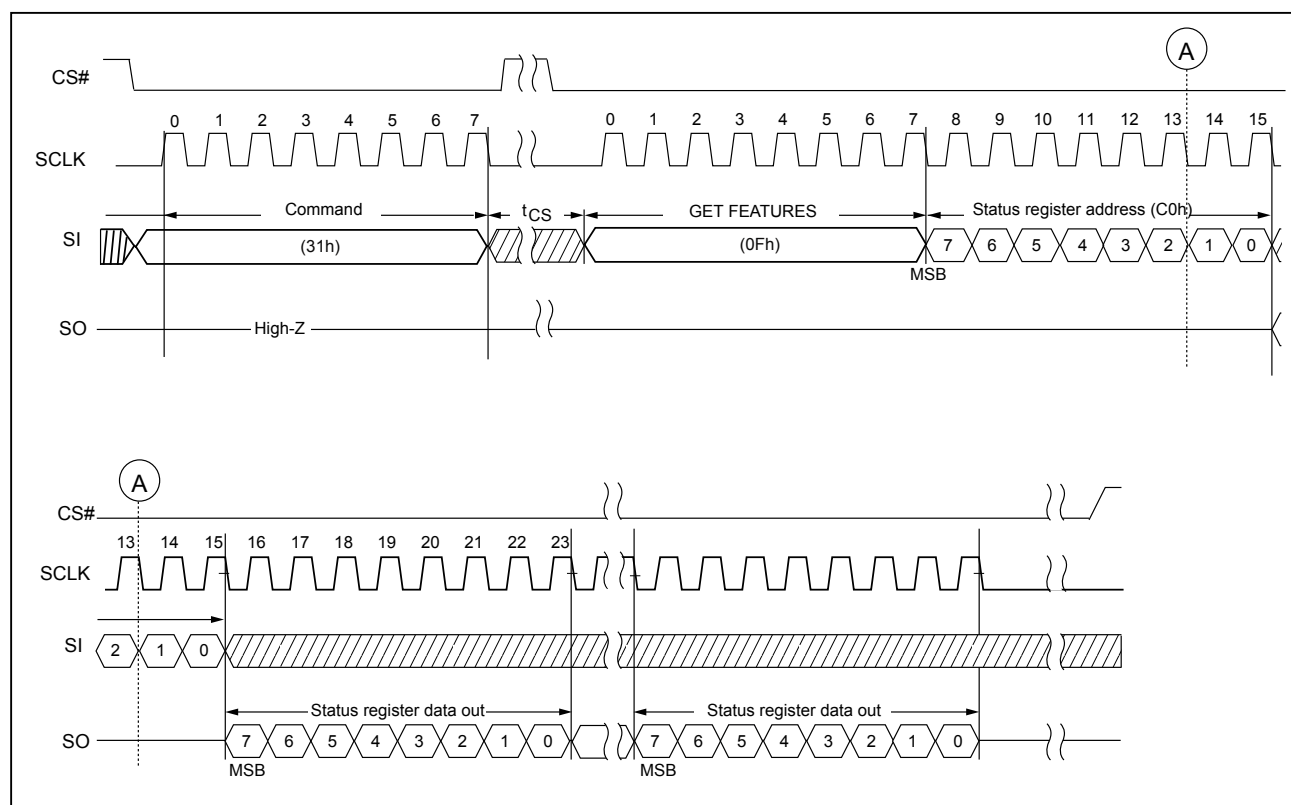 A
CS#
0 1 2 3 4 5 6 7 0 1 2 3 4 5 6 7 8 9 10 11 12 13 14 15
SCLK
Command tCS GET FEATURES Status register address (C0h)
SI (31h) (0Fh) 7 6 5 4 3 2 1 0
MSB
SO High-Z
A
CS#
13 14 15 16 17 18 19 20 21 22 23
SCLK
SI 2 1 0
Status register data out Status register data out
SO 7 6 5 4 3 2 1 0 7 6 5 4 3 2 1 0
MSB MSB